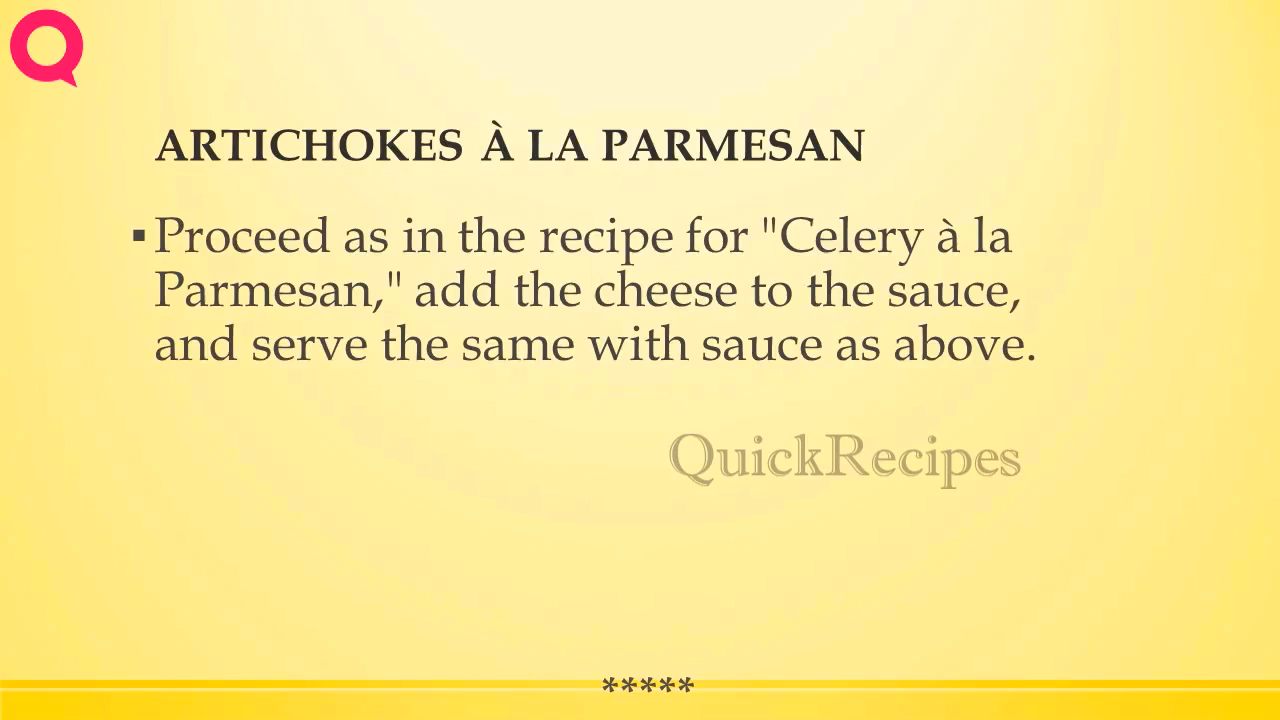 ARTICHOKES À LA PARMESAN
▪Proceed as in the recipe for "Celery à la
Parmesan," add the cheese to the sauce,
and serve the same with sauce as above.
QuickRecipes
*****